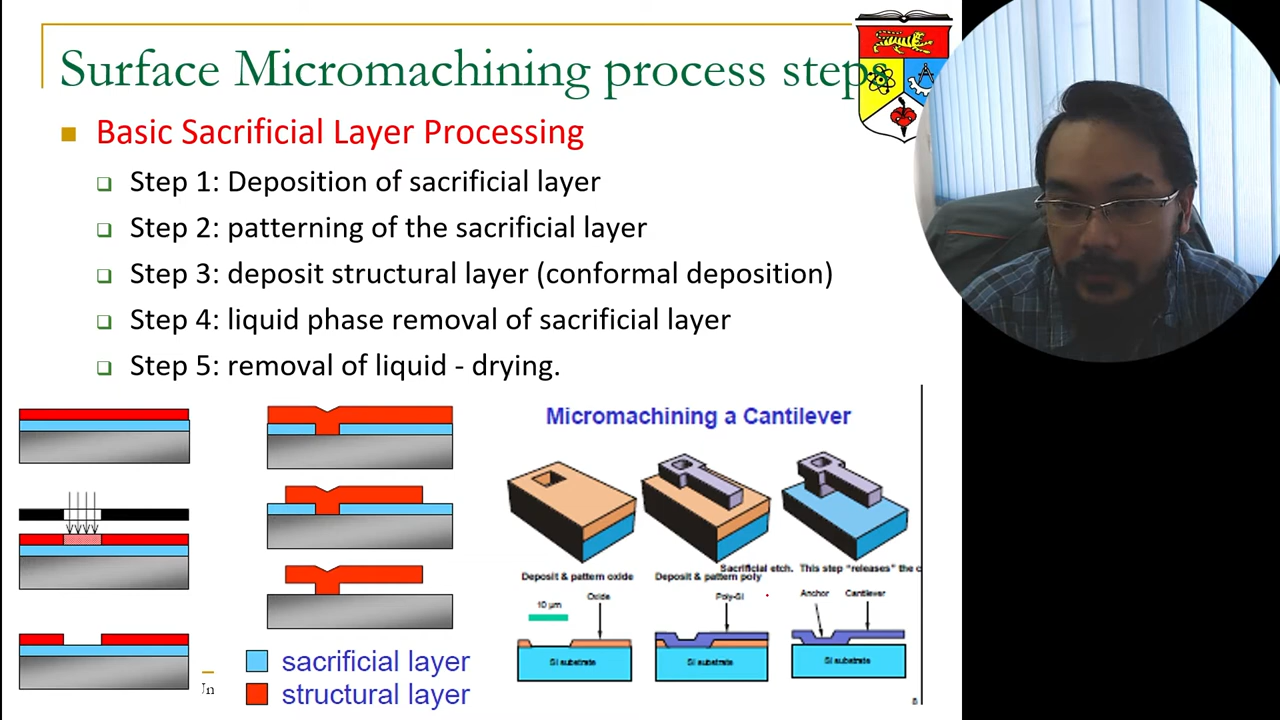 Surface Micromachining process steps
Basic Sacrificial Layer Processing
Step 1: Deposition of sacrificial layer
Step 2: patterning of the sacrificial layer
Step 3: deposit structural layer (conformal deposition)
Step 4: liquid phase removal of sacrificial layer
Step 5: removal of liquid - drying.
Micromachining a Cantilever
Sacrificial etch. This step "releases" the c
Deposit & pattern oxide
Deposit & pattern poly
10 µm
Oxide
Poly-Si
Anchor
Cantilever
Si substrate
Si substrate
Si substrate
sacrificial layer
structural layer
Un
8